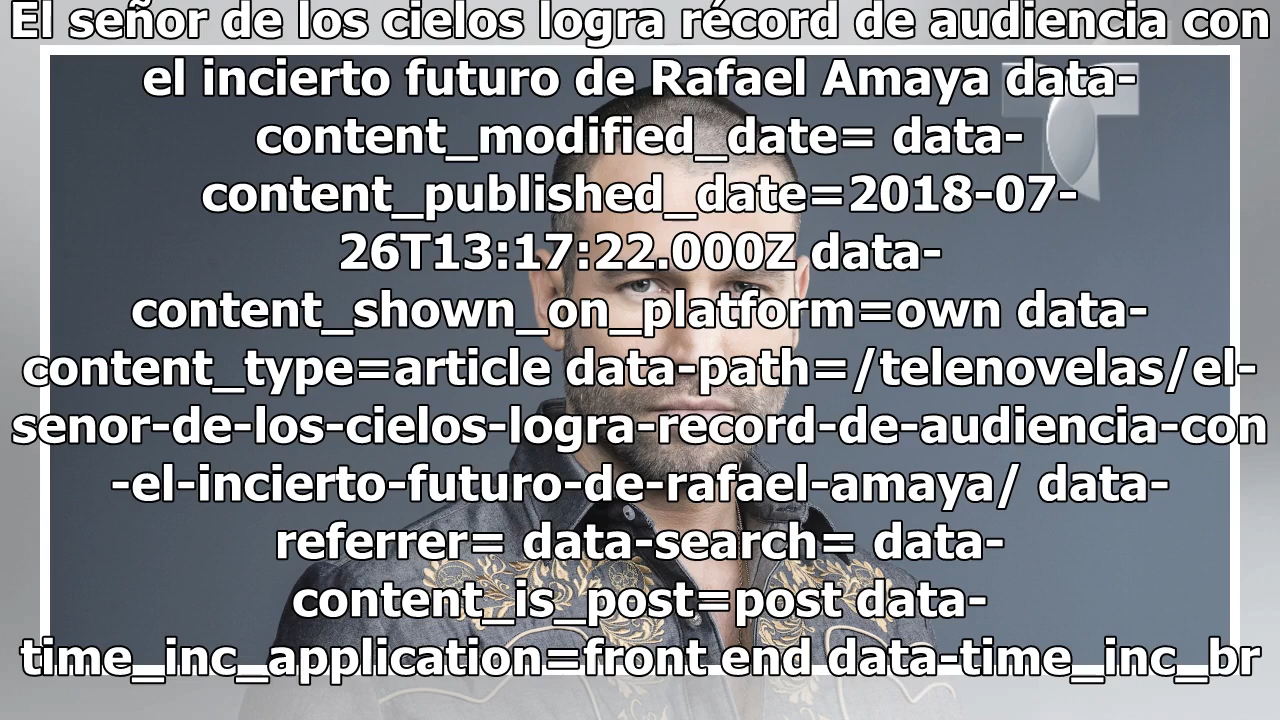 El señor de los cielos logra récord de audiencia con
el incierto futuro de Rafael Amaya data-
content_modified_date= data-
content_published_date=2018-07-
26T13:17:22.000Z data-
content_shown_on_platform=own data-
content_type=article data-path=/telenovelas/el-
senor-de-los-cielos-logra-record-de-audiencia-con
-el-incierto-futuro-de-rafael-amaya/ data-
referrer= data-search= data-
content_is_post=post data-
time_inc_application=front end data-time_inc_br